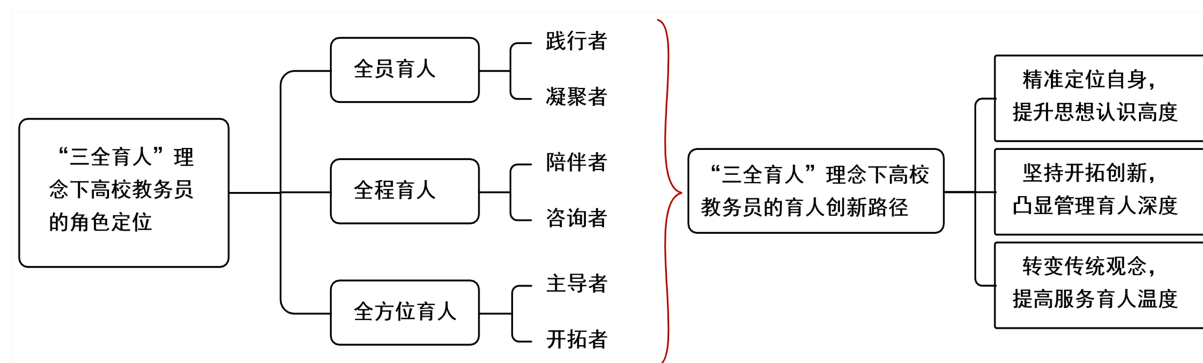 “三全育人”理
念下高校教务员
的角色定位
全员育人
践行者
凝聚者
全程育人
陪伴者
咨询者
全方位育人
主导者
开拓者
“三全育人”理念下高校
教务员的育人创新路径
精准定位自身，
提升思想认识高度
坚持开拓创新，
凸显管理育人深度
转变传统观念，
提高服务育人温度